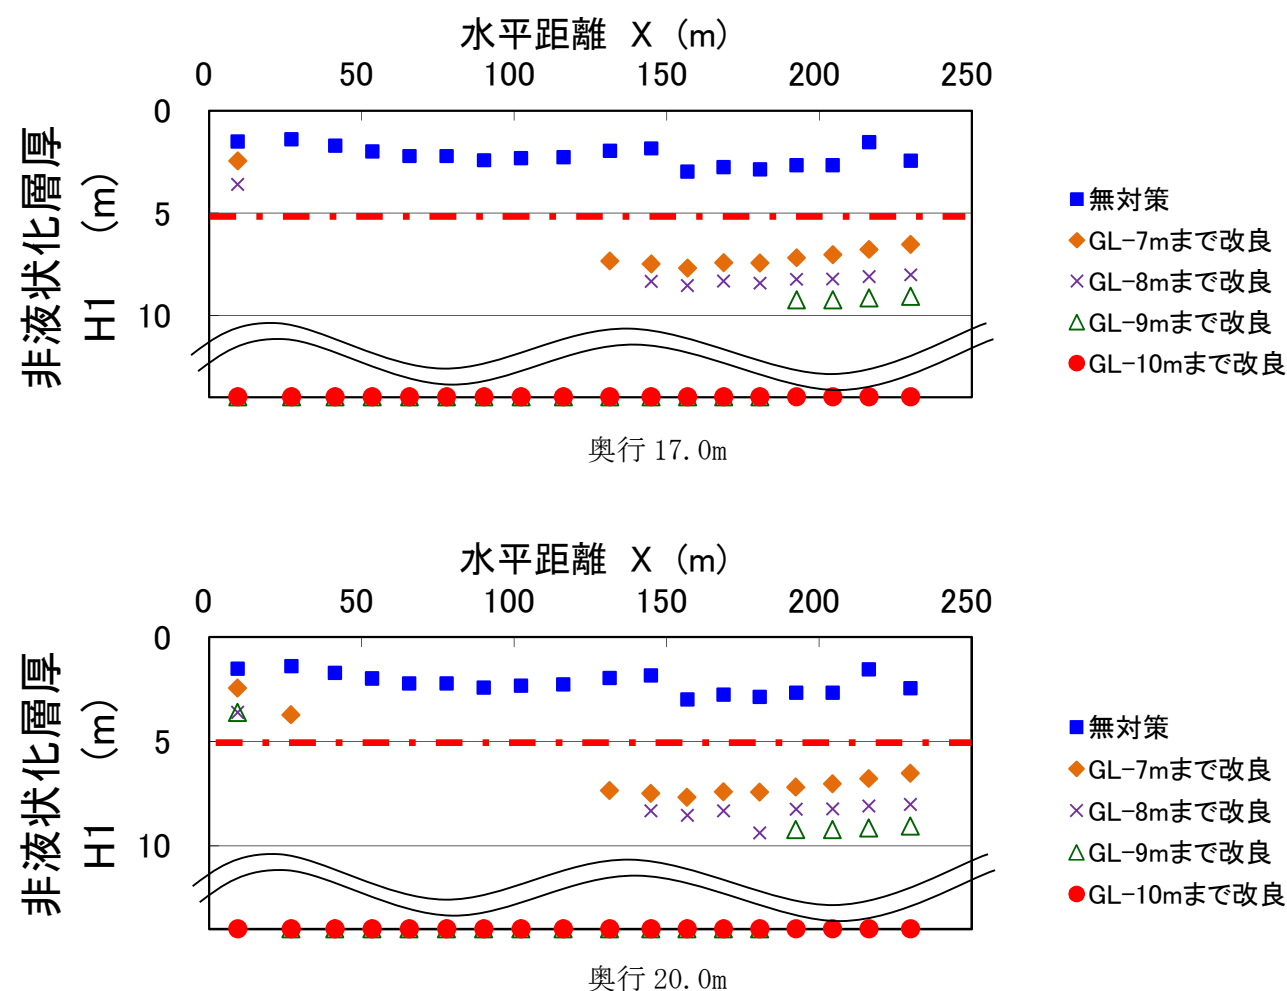 水平距離 X (m)
0 50 100 150 200 250
非液状化層厚
H1 (m)
0
5
10
無対策
GL-7mまで改良
GL-8mまで改良
GL-9mまで改良
GL-10mまで改良
奥行 17.0m
水平距離 X (m)
0 50 100 150 200 250
非液状化層厚
H1 (m)
0
5
10
無対策
GL-7mまで改良
GL-8mまで改良
GL-9mまで改良
GL-10mまで改良
奥行 20.0m